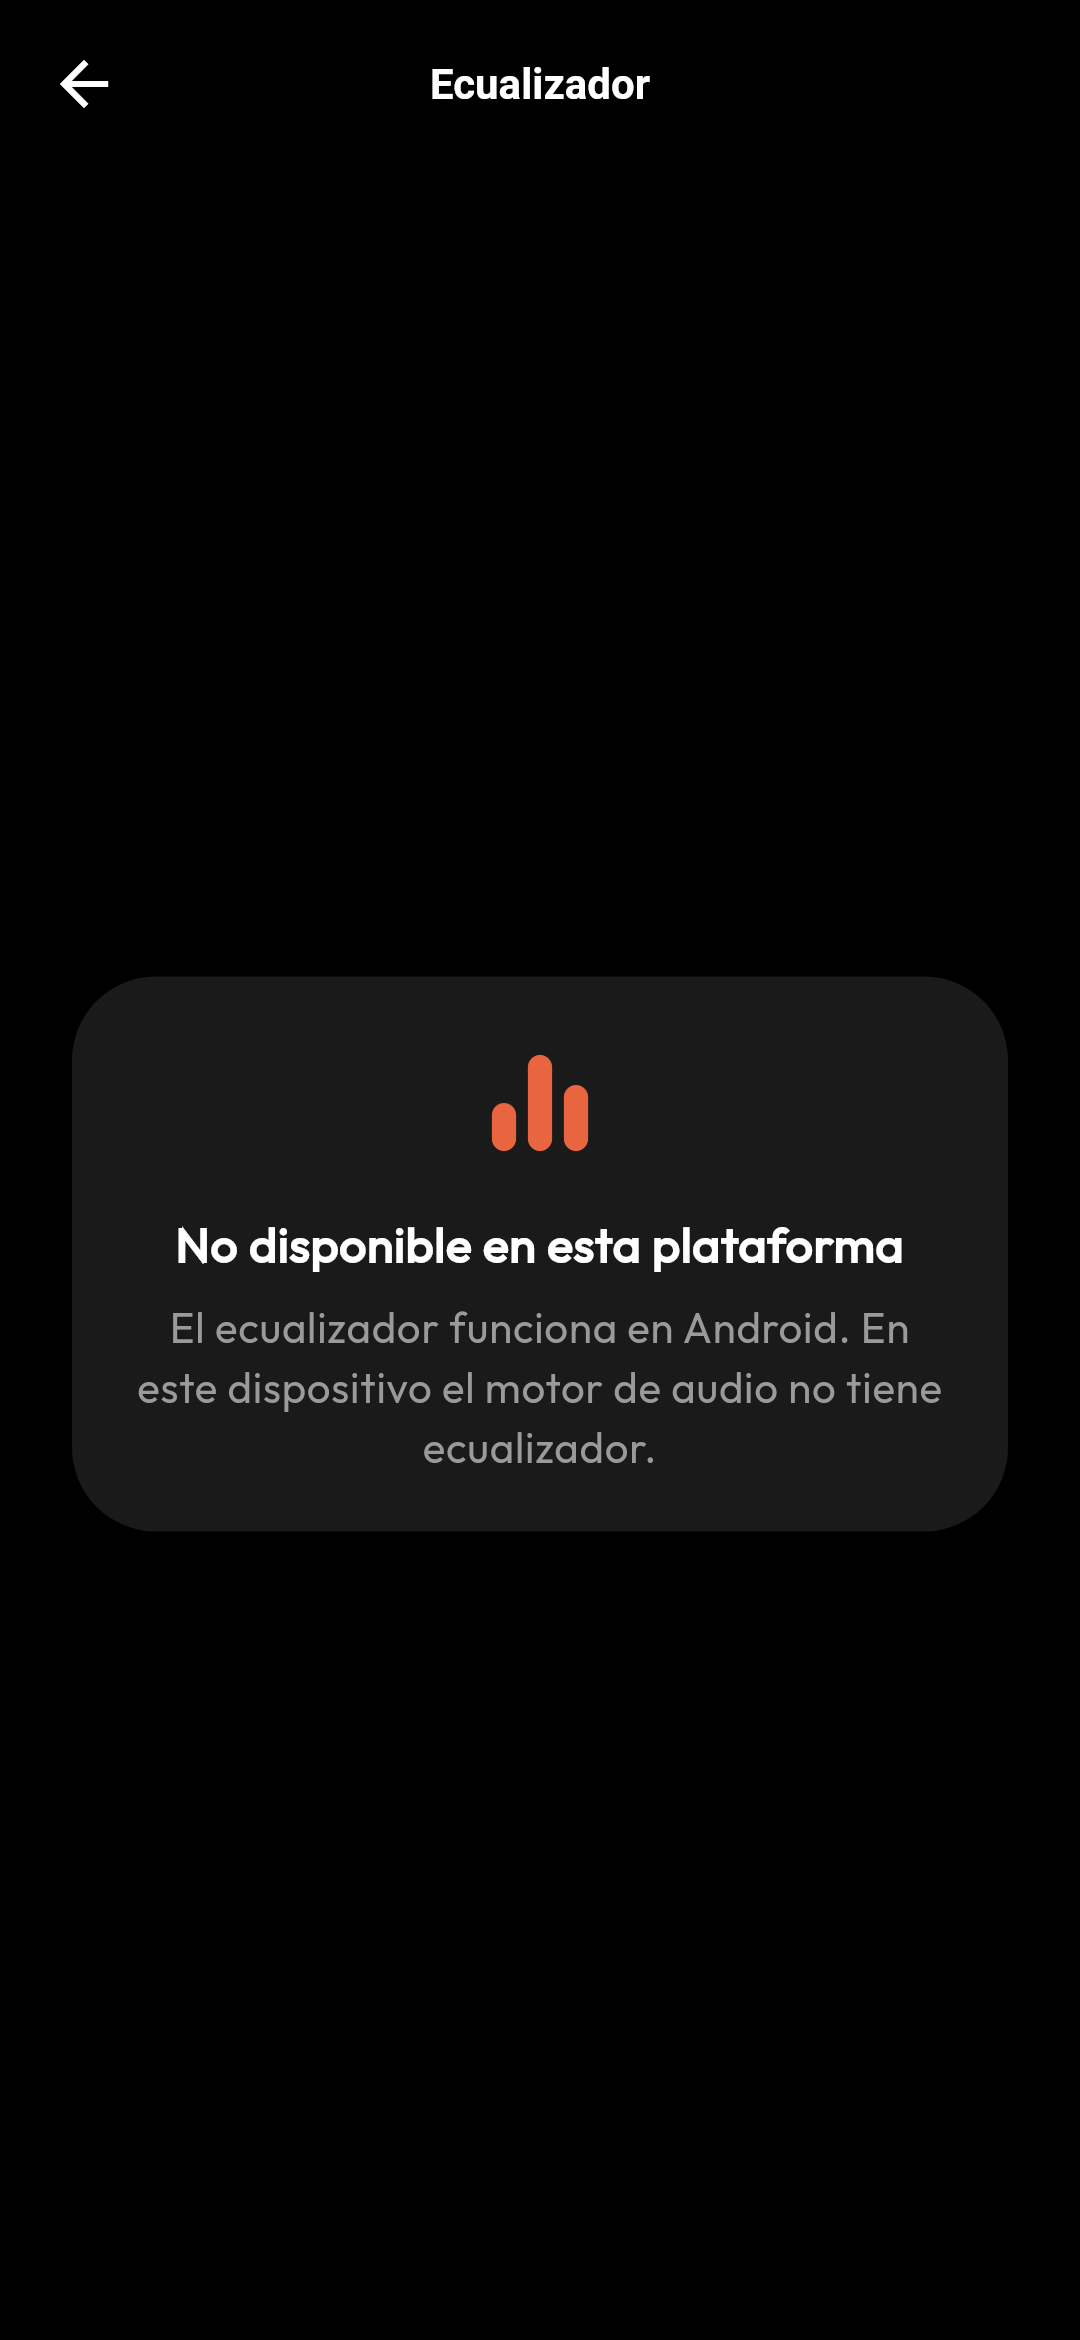 Ecualizador
No disponible en esta plataforma
El ecualizador funciona en Android. En
este dispositivo el motor de audio no tiene
ecualizador.